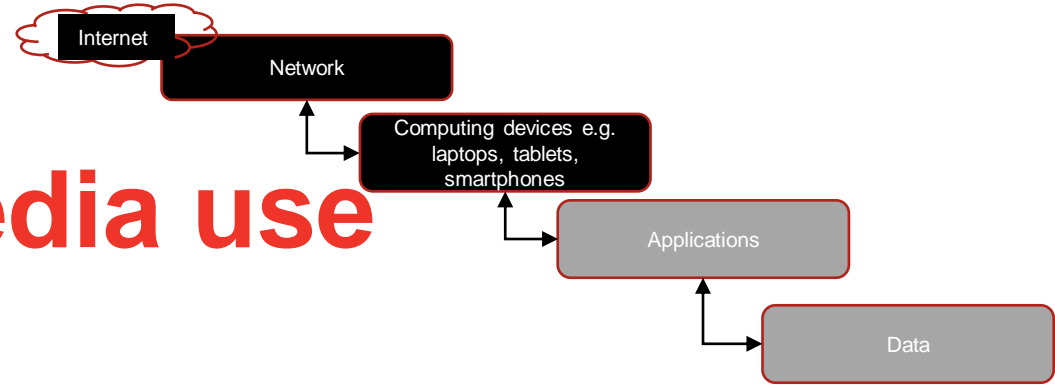 Internet
Network
Computing devices e.g.
laptops, tablets,
smartphones
edia use
Applications
Data